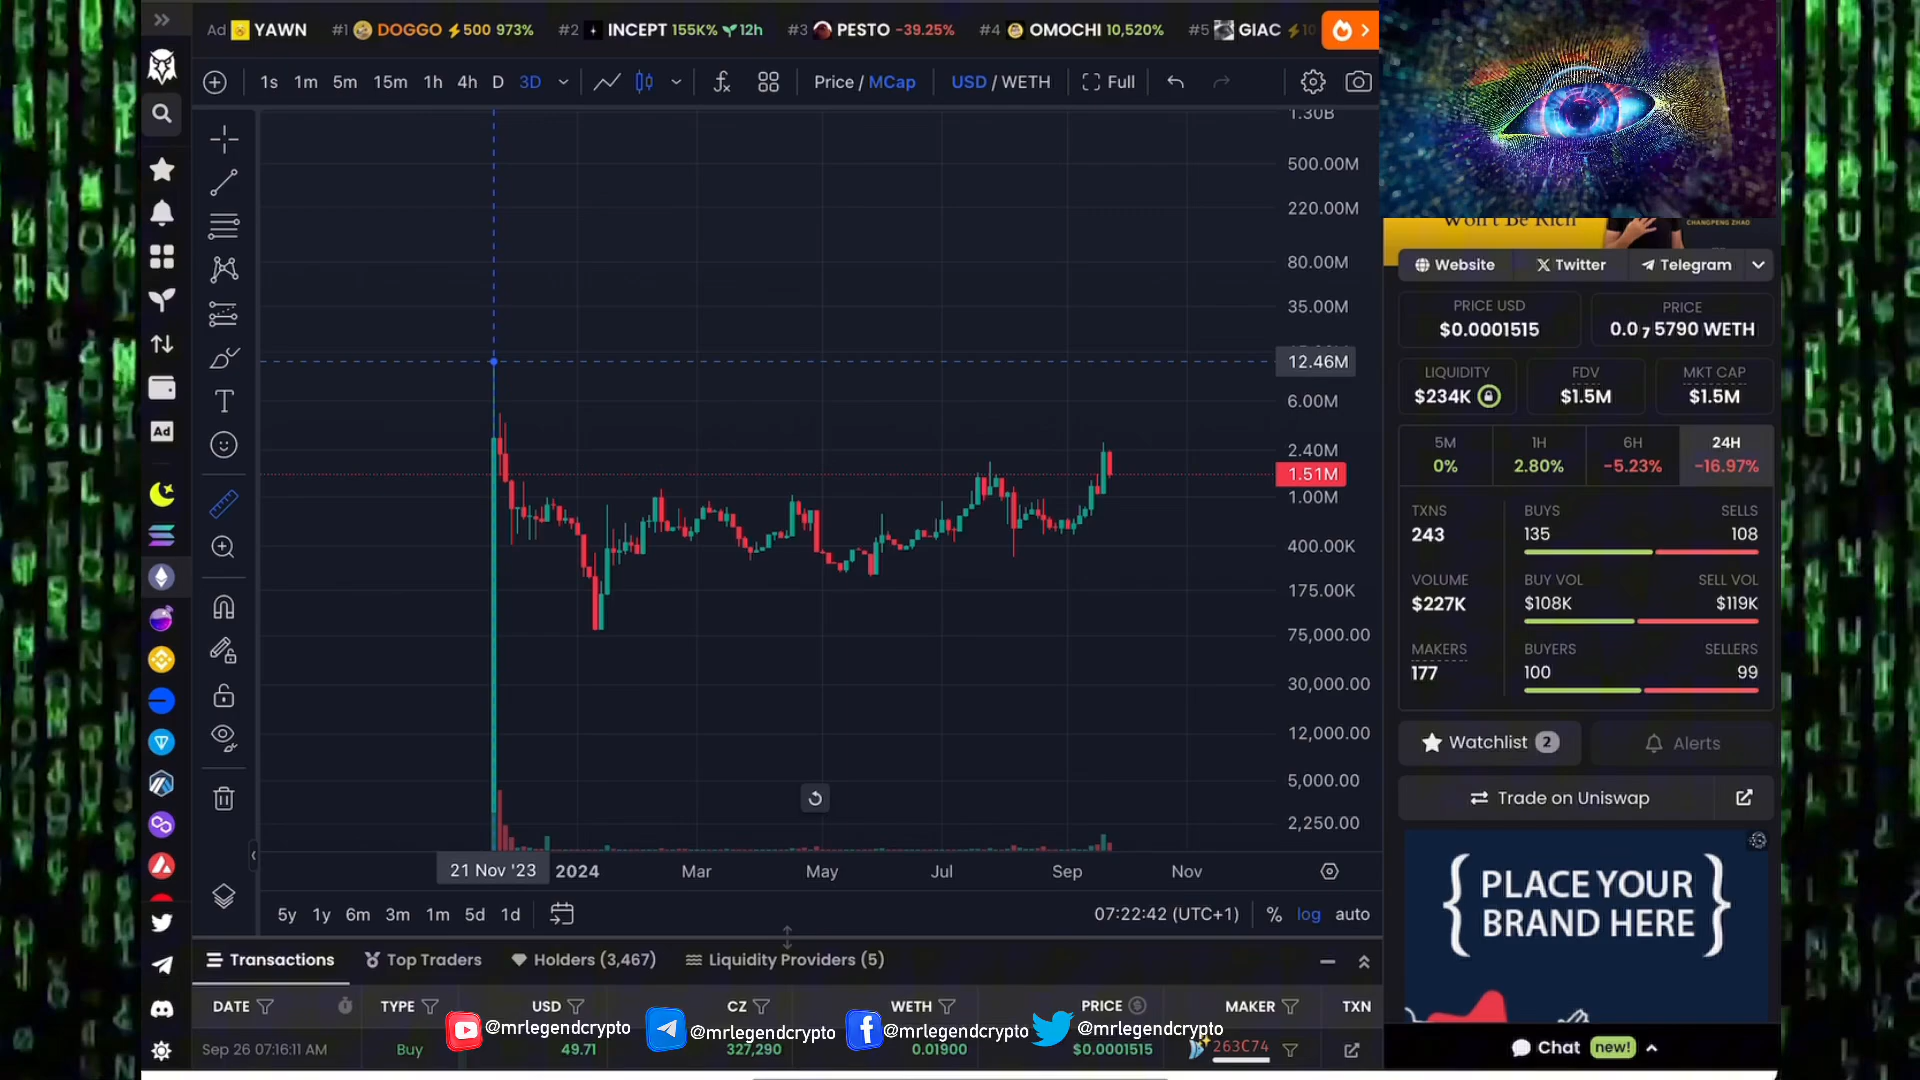 Ad YAWN #1 DOGGO 500 973% #2 INCEPT 155K% 12h #3 PESTO -39.25% #4 OMOCHI 10,520% #5 GIAC 10
1s 1m 5m 15m 1h 4h D 3D Price / MCap USD / WETH Full
1.30B
500.00M
220.00M
80.00M
35.00M
12.46M
6.00M
2.40M
1.51M
1.00M
400.00K
175.00K
75,000.00
30,000.00
12,000.00
5,000.00
2,250.00
Ad
21 Nov '23 2024 Mar May Jul Sep Nov
5y 1y 6m 3m 1m 5d 1d 07:22:42 (UTC+1) % log auto
Transactions Top Traders Holders (3,467) Liquidity Providers (5)
DATE TYPE USD CZ WETH PRICE MAKER TXN
@mrlegendcrypto @mrlegendcrypto @mrlegendcrypto @mrlegendcrypto
Sep 26 07:16:11 AM Buy 49.71 327,290 0.01900 $0.0001515 263C74
Won't Be Rich CHANGPENG ZHAO
Website Twitter Telegram
PRICE USD PRICE
$0.0001515 0.0₇5790 WETH
LIQUIDITY FDV MKT CAP
$234K $1.5M $1.5M
5M 1H 6H 24H
0% 2.80% -5.23% -16.97%
TXNS BUYS SELLS
243 135 108
VOLUME BUY VOL SELL VOL
$227K $108K $119K
MAKERS BUYERS SELLERS
177 100 99
Watchlist 2 Alerts
Trade on Uniswap
PLACE YOUR
BRAND HERE
Chat new!